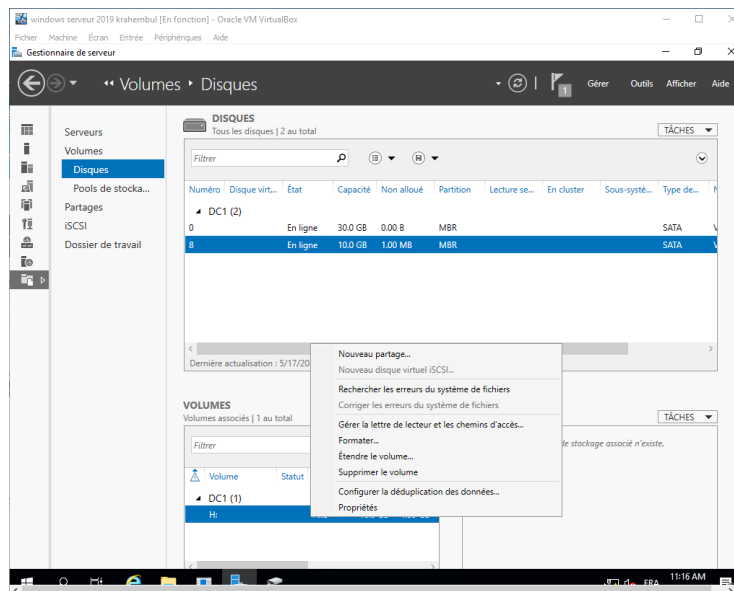 windows serveur 2019 krahembul [En fonction] - Oracle VM VirtualBox
Fichier Machine Écran Entrée Périphériques Aide
Gestionnaire de serveur
Volumes Disques
1
Gérer Outils Afficher Aide
Serveurs
Volumes
Disques
Pools de stocka...
Partages
iSCSI
Dossier de travail
DISQUES
Tous les disques | 2 au total
TÂCHES
Filtrer
Numéro Disque virt... État Capacité Non alloué Partition Lecture se... En cluster Sous-systè... Type de...
DC1 (2)
0 En ligne 30.0 GB 0.00 B MBR SATA
8 En ligne 10.0 GB 1.00 MB MBR SATA
Dernière actualisation : 5/17/20
Nouveau partage...
Nouveau disque virtuel iSCSI...
Rechercher les erreurs du système de fichiers
Corriger les erreurs du système de fichiers
Gérer la lettre de lecteur et les chemins d'accès...
Formater...
Étendre le volume...
Supprimer le volume
Configurer la déduplication des données...
Propriétés
VOLUMES
Volumes associés | 1 au total
Filtrer
Volume Statut
DC1 (1)
H:
TÂCHES
de stockage associé n'existe.
FRA
11:16 AM